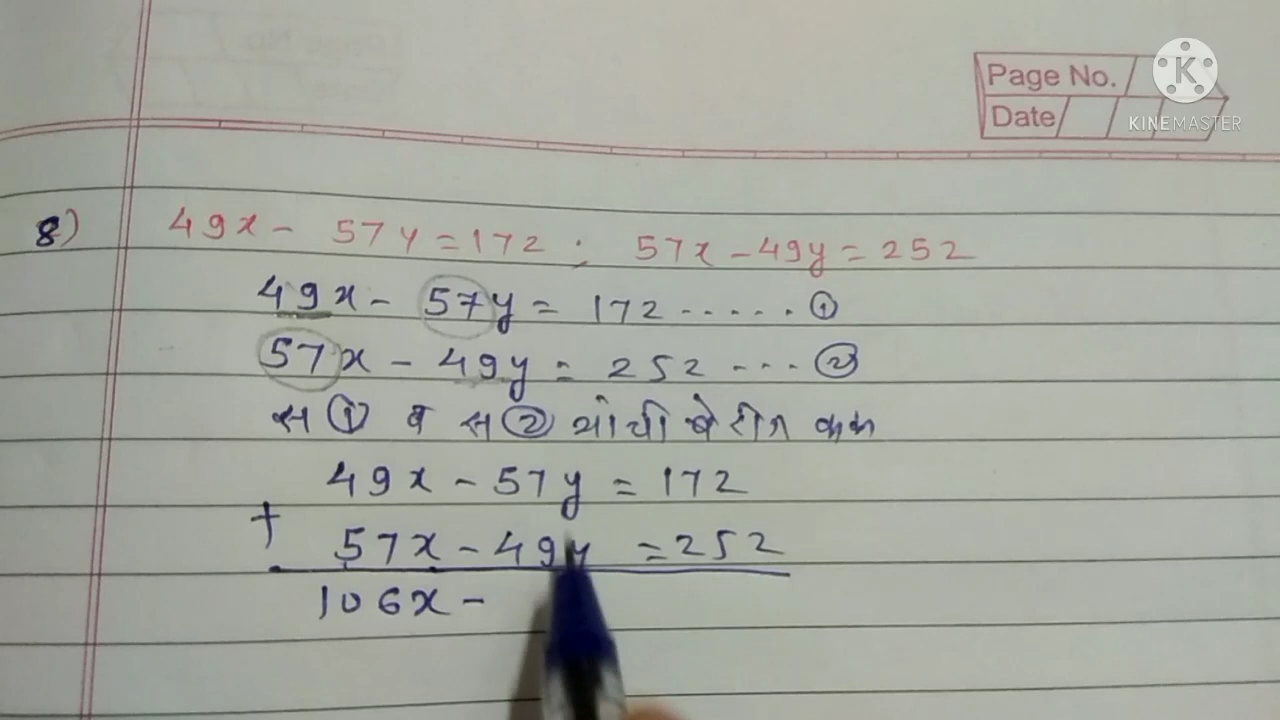 Page No.
Date
KINEMASTER
8) 49x - 57y = 172 ; 57x - 49y = 252
49x - 57y = 172 ...... ①
57x - 49y = 252 ... ②
स ① व स ② यांची बेरीज करू
49x - 57y = 172
+ 57x - 49y = 252
106x -